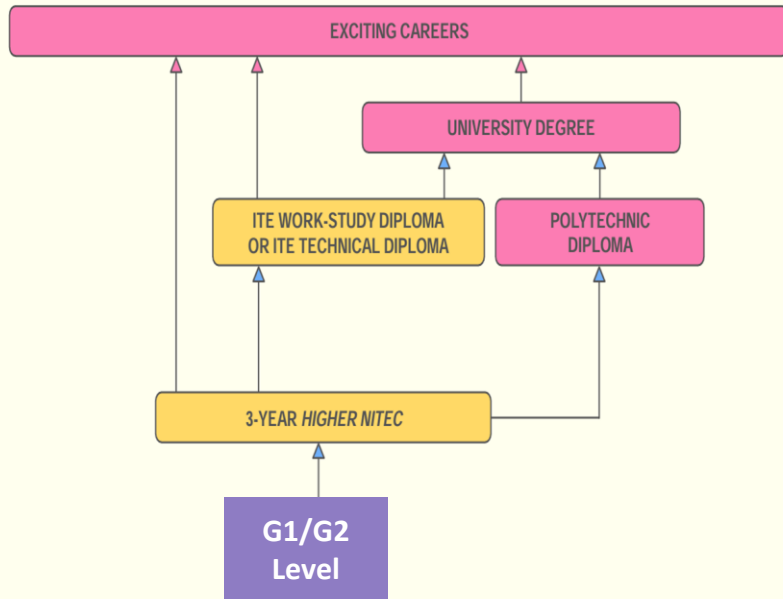 EXCITING CAREERS
UNIVERSITY DEGREE
ITE WORK-STUDY DIPLOMA
OR ITE TECHNICAL DIPLOMA
POLYTECHNIC
DIPLOMA
3-YEAR HIGHER NITEC
G1/G2
Level